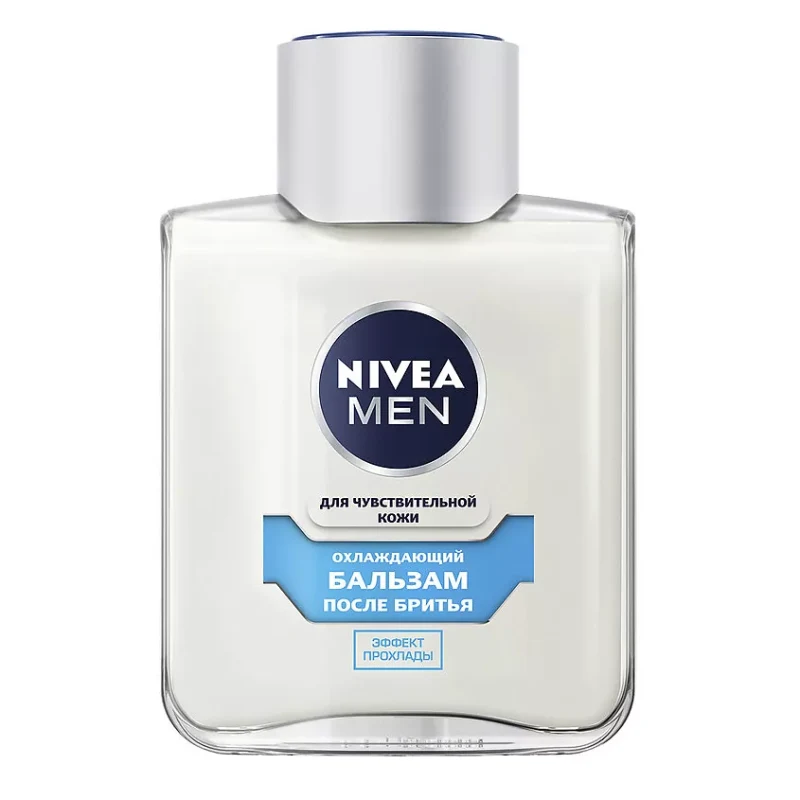 NIVEA
MEN
ДЛЯ ЧУВСТВИТЕЛЬНОЙ
КОЖИ
ОХЛАЖДАЮЩИЙ
БАЛЬЗАМ
ПОСЛЕ БРИТЬЯ
ЭФФЕКТ
ПРОХЛАДЫ